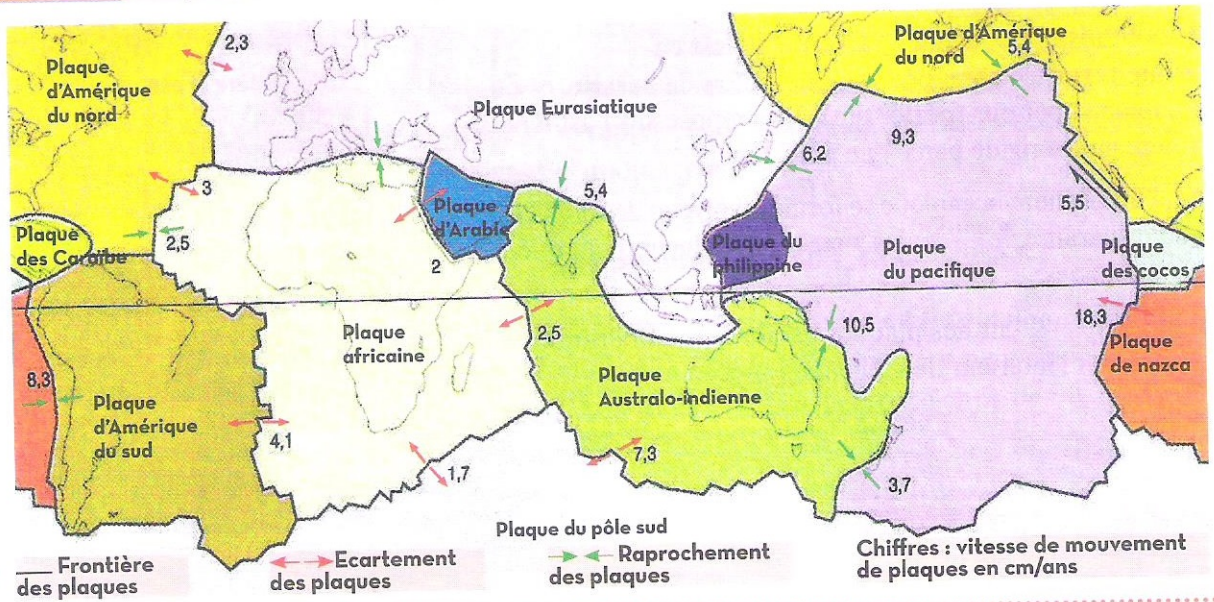 2,3
Plaque
d'Amérique
du nord
Plaque Eurasiatique
Plaque d'Amérique
du nord
5,4
9,3
6,2
5,4
5,5
3
2,5
Plaque
des Caraïbe
Plaque
d'Arabie
2
Plaque du
philippine
Plaque
du pacifique
Plaque
des cocos
Plaque
africaine
2,5
10,5
18,3
Plaque
de nazca
8,3
Plaque
d'Amérique
du sud
4,1
1,7
Plaque
Australo-indienne
7,3
3,7
Plaque du pôle sud
Frontière
des plaques
Ecartement
des plaques
Raprochement
des plaques
Chiffres : vitesse de mouvement
de plaques en cm/ans